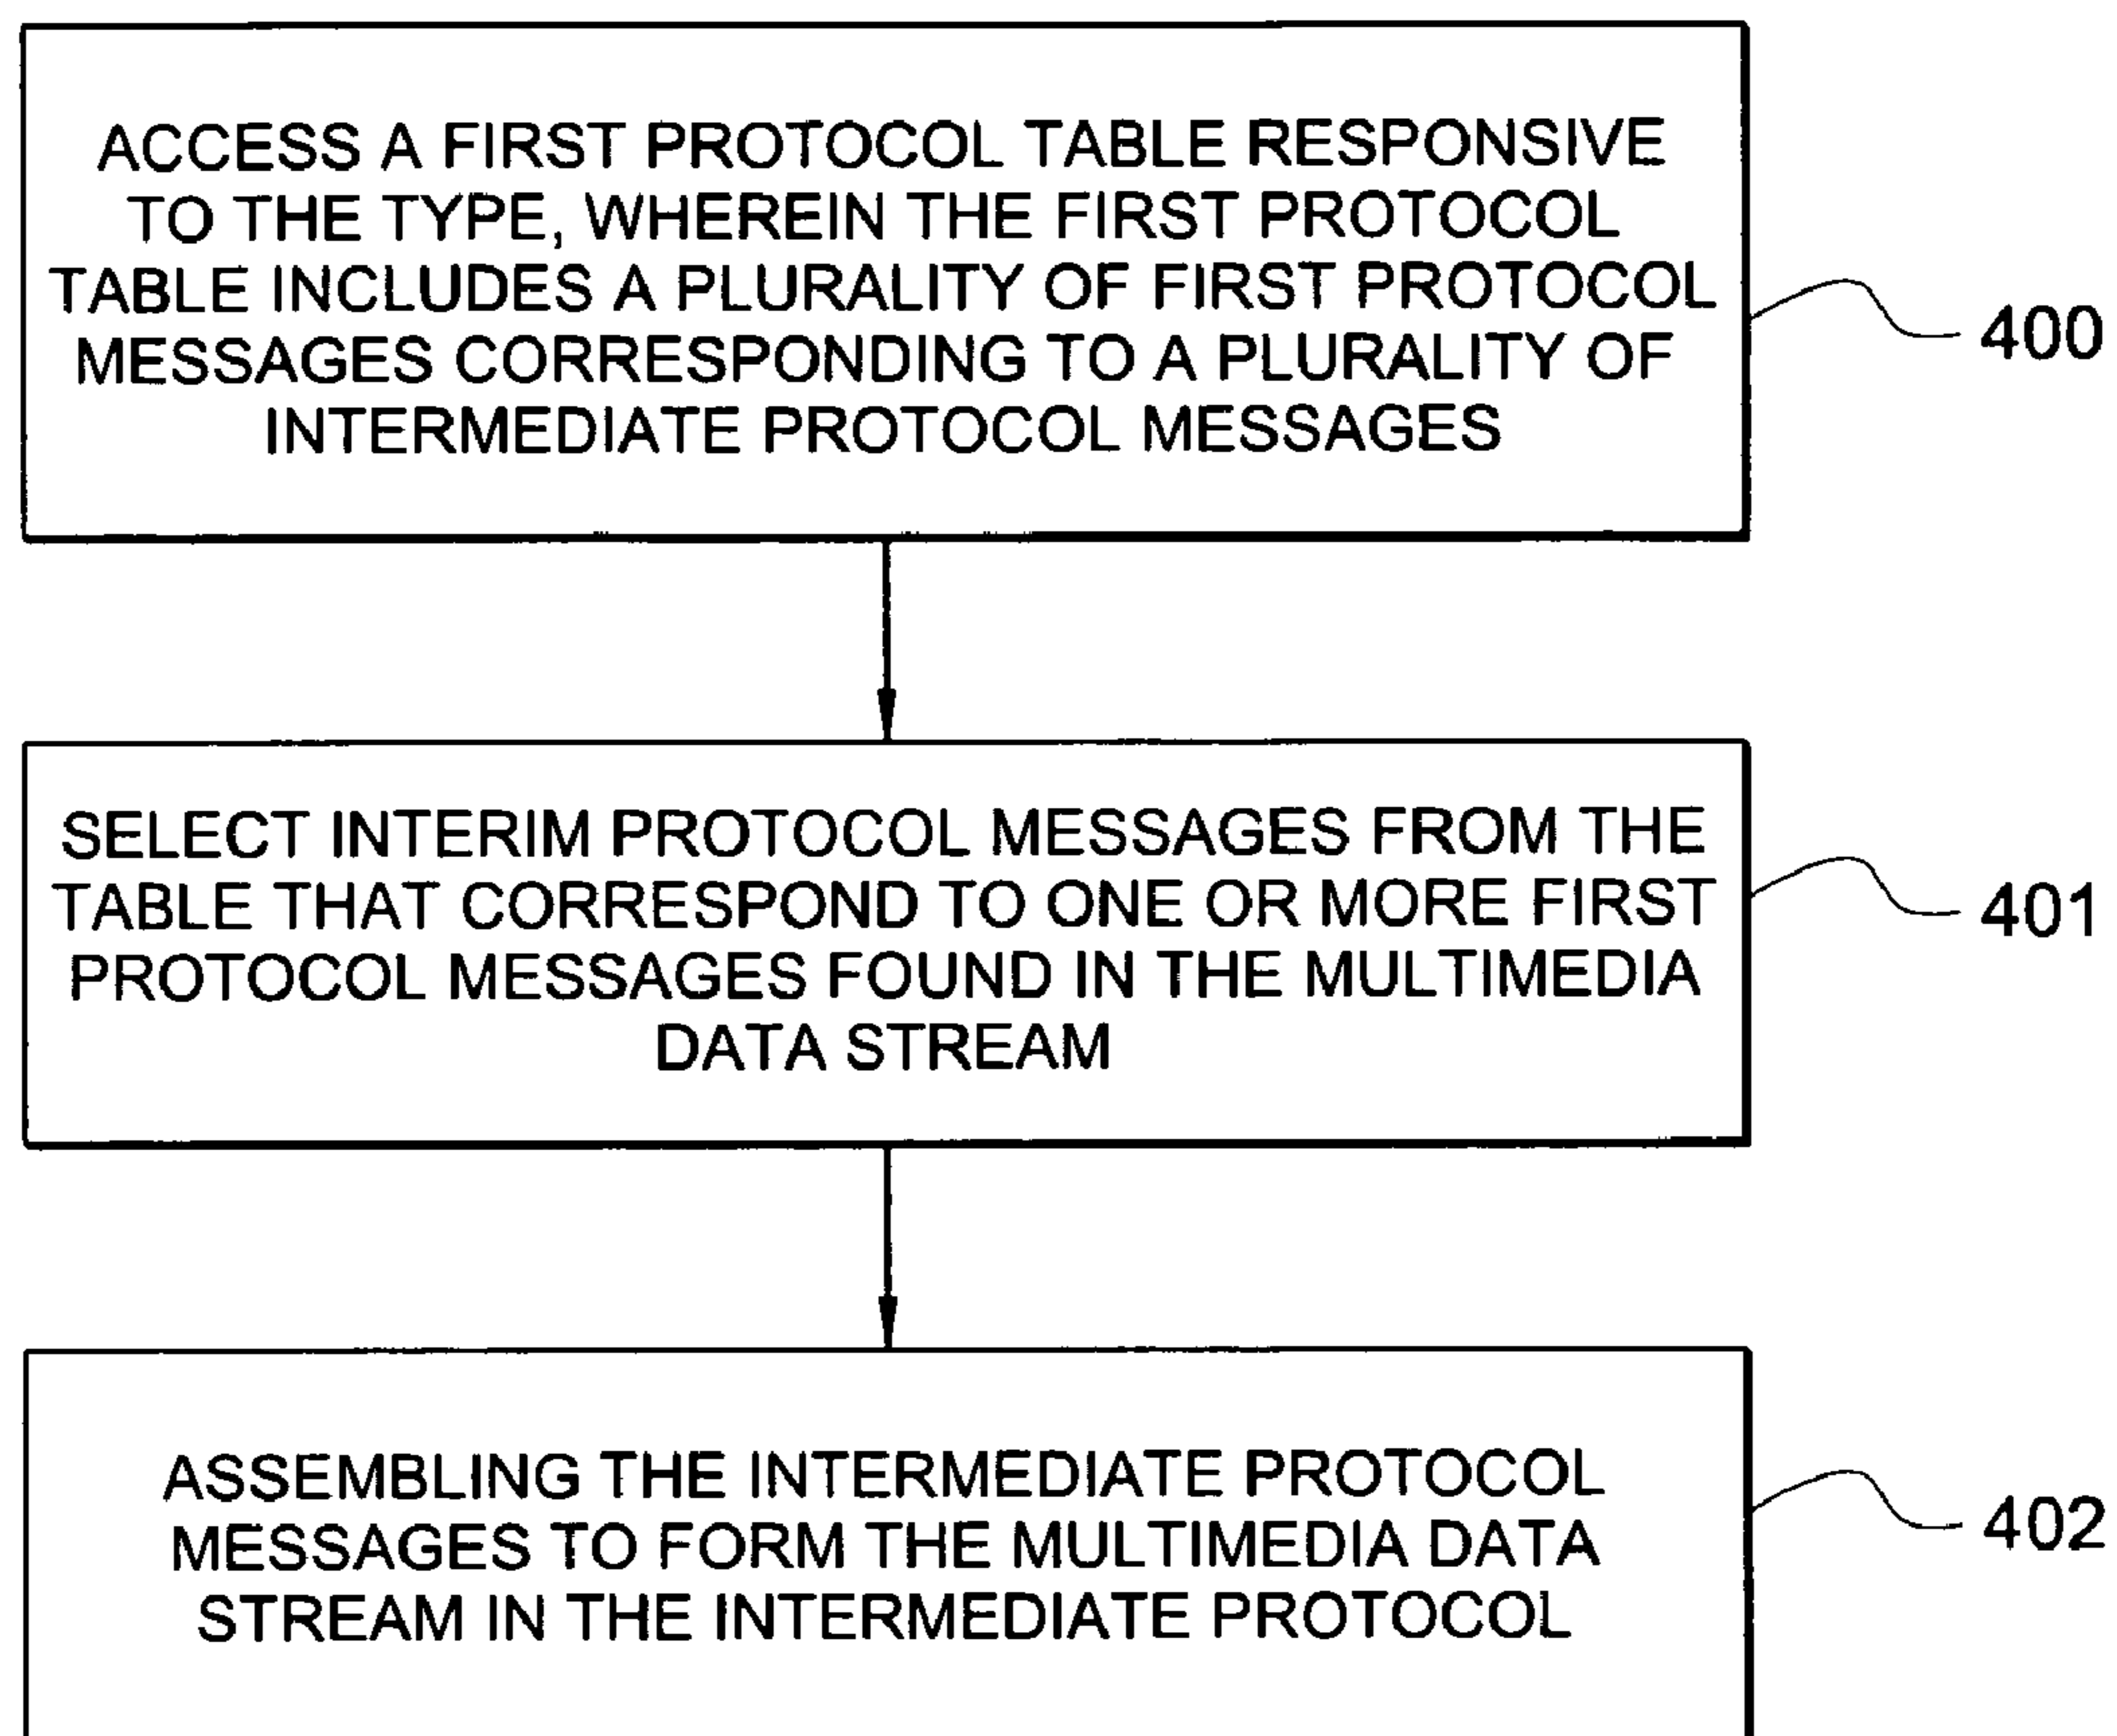 ACCESS A FIRST PROTOCOL TABLE RESPONSIVE
TO THE TYPE, WHEREIN THE FIRST PROTOCOL
TABLE INCLUDES A PLURALITY OF FIRST PROTOCOL
MESSAGES CORRESPONDING TO A PLURALITY OF
INTERMEDIATE PROTOCOL MESSAGES
400
SELECT INTERIM PROTOCOL MESSAGES FROM THE
TABLE THAT CORRESPOND TO ONE OR MORE FIRST
PROTOCOL MESSAGES FOUND IN THE MULTIMEDIA
DATA STREAM
401
ASSEMBLING THE INTERMEDIATE PROTOCOL
MESSAGES TO FORM THE MULTIMEDIA DATA
STREAM IN THE INTERMEDIATE PROTOCOL
402